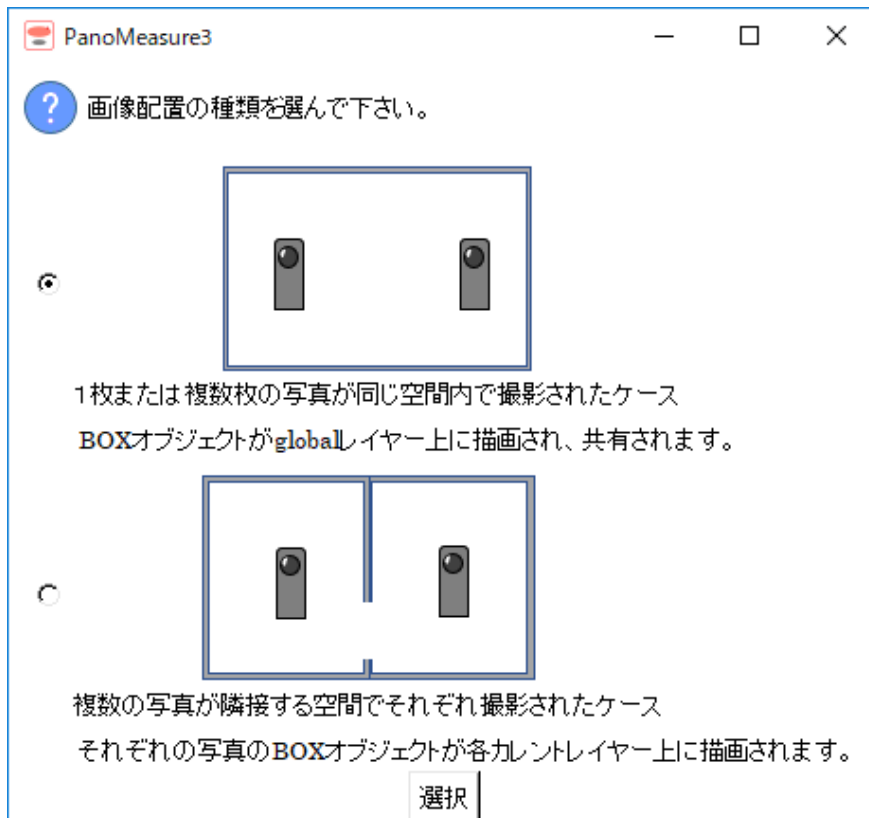 PanoMeasure3
?
画像配置の種類を選んで下さい。
1枚または複数枚の写真が同じ空間内で撮影されたケース
BOXオブジェクトがglobalレイヤー上に描画され、共有されます。
複数の写真が隣接する空間でそれぞれ撮影されたケース
それぞれの写真のBOXオブジェクトが各カレントレイヤー上に描画されます。
選択